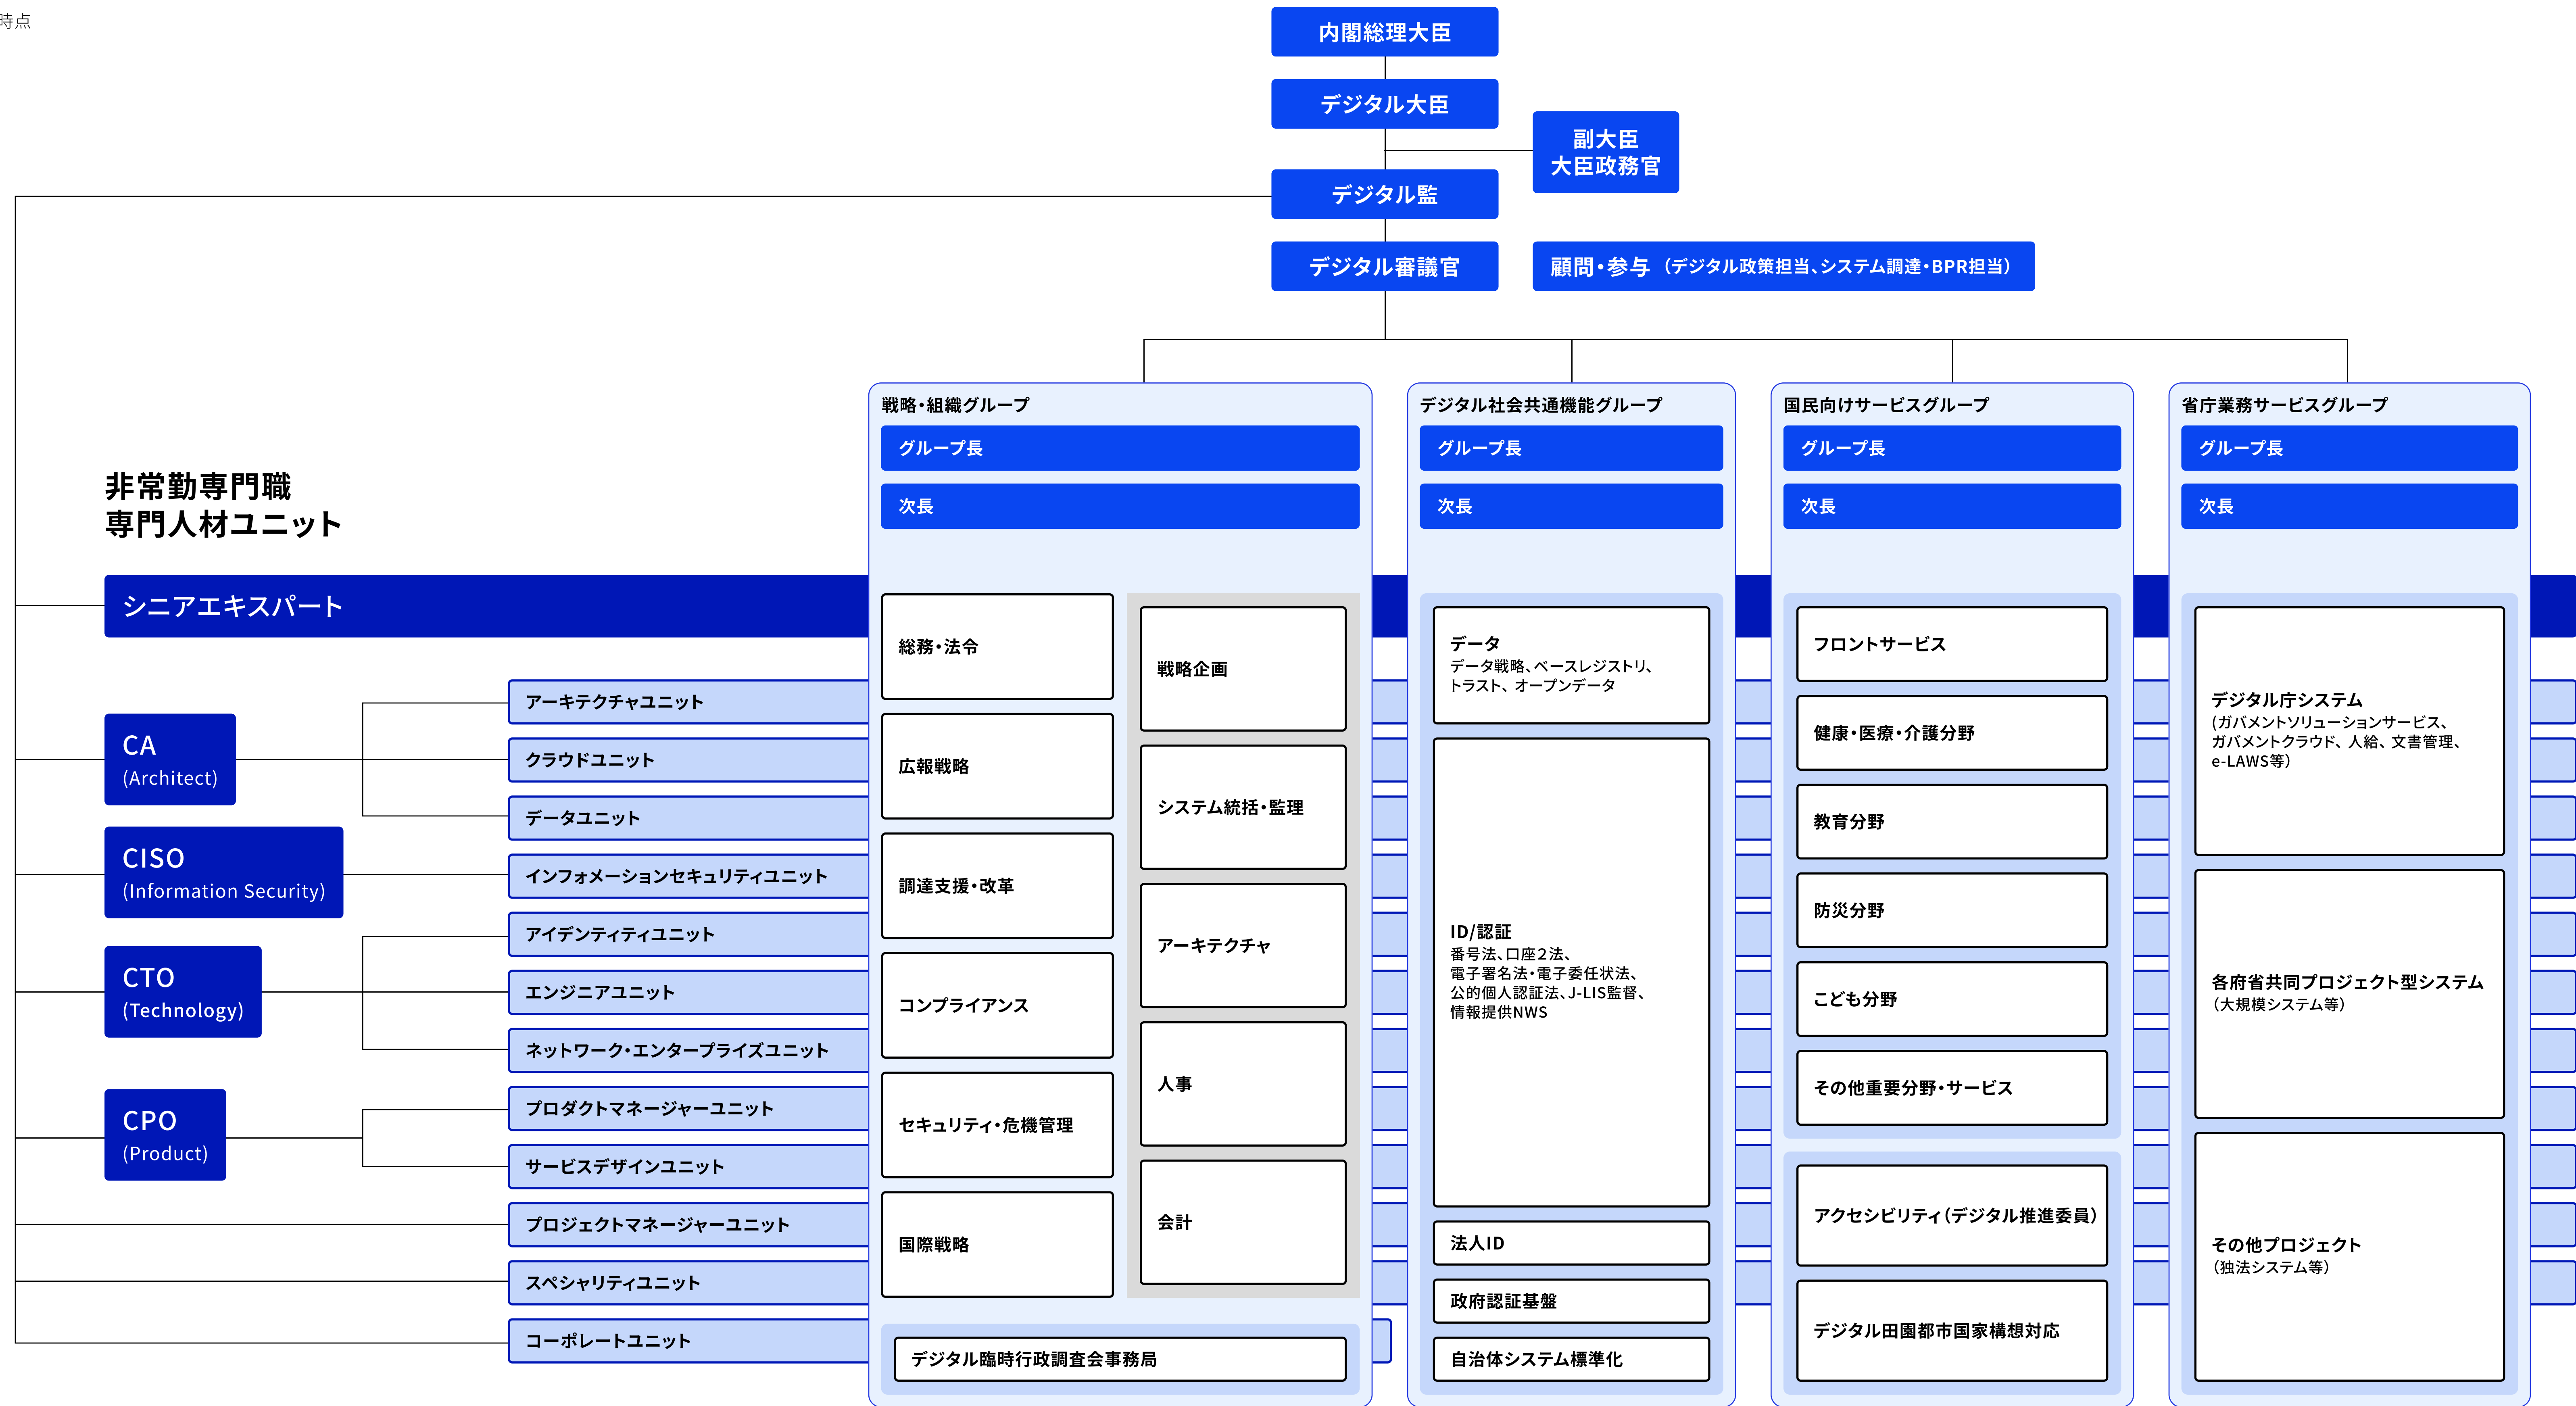 時点
内閣総理大臣
デジタル大臣
副大臣
大臣政務官
デジタル監
デジタル審議官
顧問・参与 （デジタル政策担当、システム調達・BPR担当）
非常勤専門職
専門人材ユニット
シニアエキスパート
CA
(Architect)
CISO
(Information Security)
CTO
(Technology)
CPO
(Product)
アーキテクチャユニット
クラウドユニット
データユニット
インフォメーションセキュリティユニット
アイデンティティユニット
エンジニアユニット
ネットワーク・エンタープライズユニット
プロダクトマネージャーユニット
サービスデザインユニット
プロジェクトマネージャーユニット
スペシャリティユニット
コーポレートユニット
戦略・組織グループ
グループ長
次長
総務・法令
広報戦略
調達支援・改革
コンプライアンス
セキュリティ・危機管理
国際戦略
戦略企画
システム統括・監理
アーキテクチャ
人事
会計
デジタル臨時行政調査会事務局
デジタル社会共通機能グループ
グループ長
次長
データ
データ戦略、ベースレジストリ、
トラスト、オープンデータ
ID/認証
番号法、口座２法、
電子署名法・電子委任状法、
公的個人認証法、J-LIS監督、
情報提供NWS
法人ID
政府認証基盤
自治体システム標準化
国民向けサービスグループ
グループ長
次長
フロントサービス
健康・医療・介護分野
教育分野
防災分野
こども分野
その他重要分野・サービス
アクセシビリティ（デジタル推進委員）
デジタル田園都市国家構想対応
省庁業務サービスグループ
グループ長
次長
デジタル庁システム
(ガバメントソリューションサービス、
ガバメントクラウド、人給、文書管理、
e-LAWS等）
各府省共同プロジェクト型システム
（大規模システム等）
その他プロジェクト
（独法システム等）